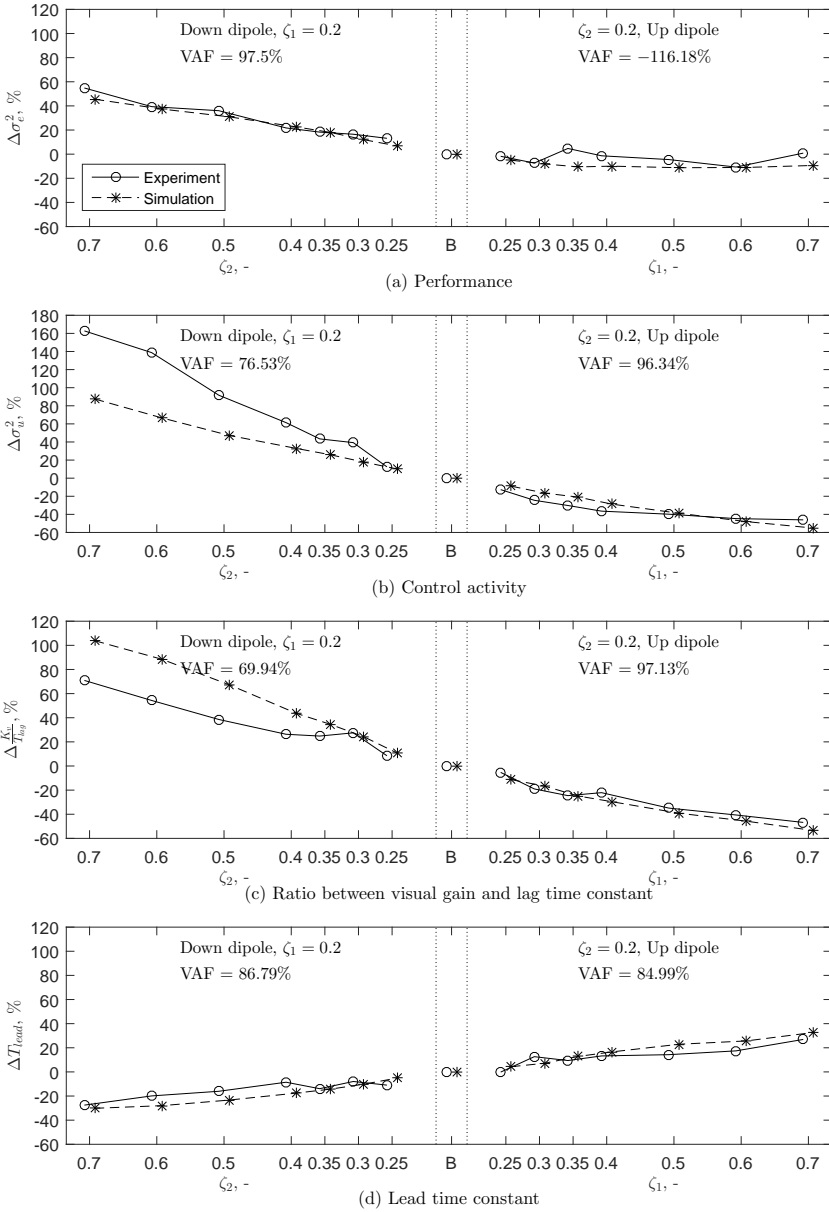 Down dipole, ζ₁ = 0.2
VAF = 97.5%
ζ₂ = 0.2, Up dipole
VAF = −116.18%
Δσₑ², %
60
40
20
0
-20
-40
-60
Experiment
Simulation
0.7 0.6 0.5 0.4 0.35 0.3 0.25 B 0.25 0.3 0.35 0.4 0.5 0.6 0.7
ζ₂, - ζ₁, -
(a) Performance
Down dipole, ζ₁ = 0.2
VAF = 76.53%
ζ₂ = 0.2, Up dipole
VAF = 96.34%
Δσᵤ², %
180
160
140
120
100
80
60
40
20
0
-20
-40
-60
0.7 0.6 0.5 0.4 0.35 0.3 0.25 B 0.25 0.3 0.35 0.4 0.5 0.6 0.7
ζ₂, - ζ₁, -
(b) Control activity
Down dipole, ζ₁ = 0.2
VAF = 69.94%
ζ₂ = 0.2, Up dipole
VAF = 97.13%
Δ Kᵥ/T_lag, %
120
100
80
60
40
20
0
-20
-40
-60
0.7 0.6 0.5 0.4 0.35 0.3 0.25 B 0.25 0.3 0.35 0.4 0.5 0.6 0.7
ζ₂, - ζ₁, -
(c) Ratio between visual gain and lag time constant
Down dipole, ζ₁ = 0.2
VAF = 86.79%
ζ₂ = 0.2, Up dipole
VAF = 84.99%
ΔT_lead, %
120
100
80
60
40
20
0
-20
-40
-60
0.7 0.6 0.5 0.4 0.35 0.3 0.25 B 0.25 0.3 0.35 0.4 0.5 0.6 0.7
ζ₂, - ζ₁, -
(d) Lead time constant